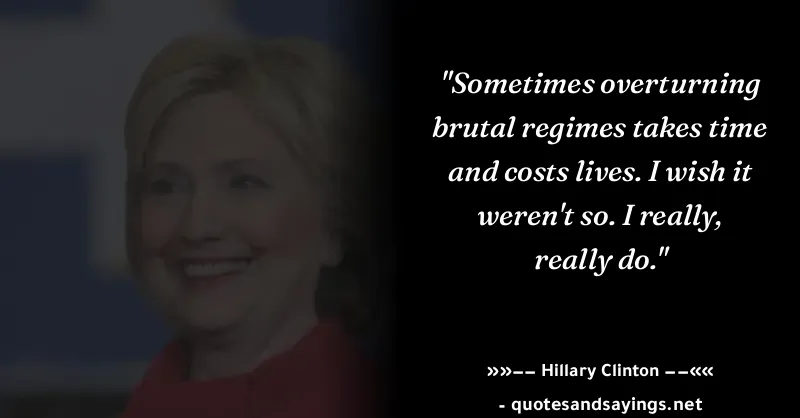 "Sometimes overturning
brutal regimes takes time
and costs lives. I wish it
weren't so. I really,
really do."
»»−− Hillary Clinton −−««
- quotesandsayings.net